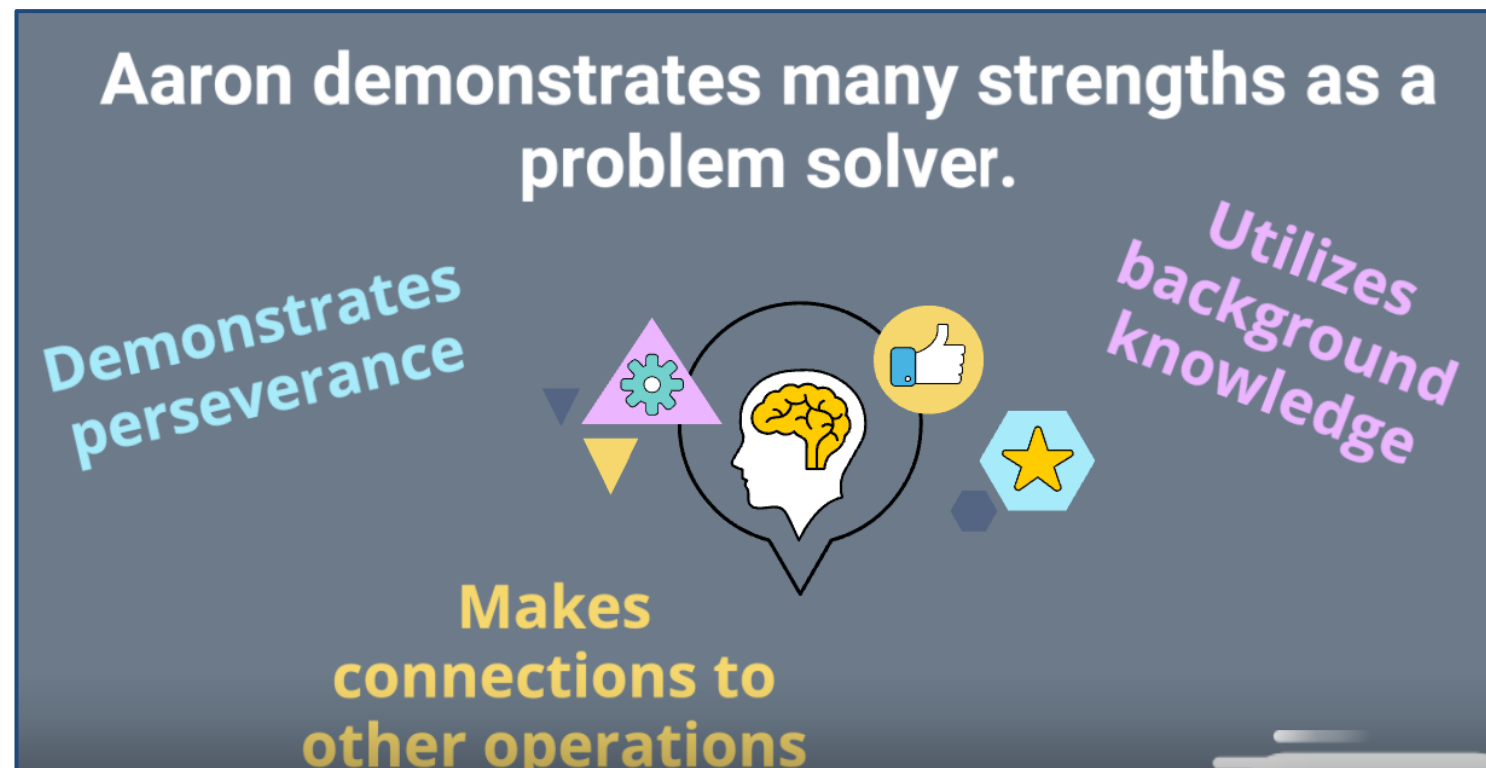 Aaron demonstrates many strengths as a
problem solver.
Demonstrates
perseverance
Utilizes
background
knowledge
Makes
connections to
other operations